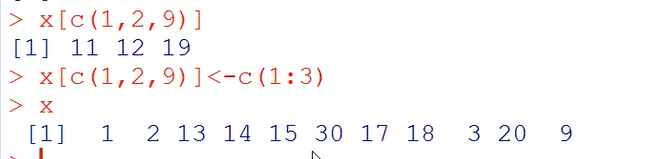 > x[c(1,2,9)]
[1] 11 12 19
> x[c(1,2,9)]<-c(1:3)
> x
[1] 1 2 13 14 15 30 17 18 3 20 9
>